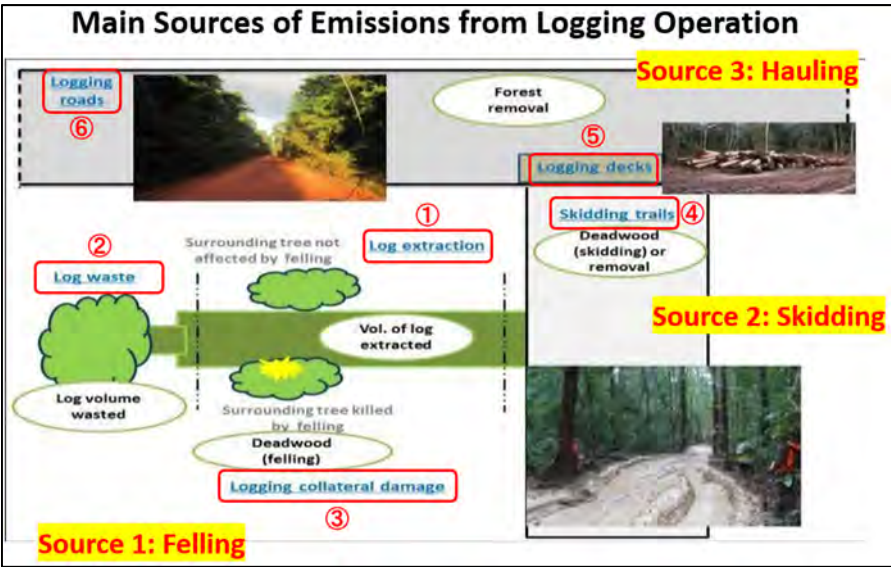 Main Sources of Emissions from Logging Operation
Source 3: Hauling
Logging
roads
⑥
Forest
removal
⑤
Logging decks
①
Log extraction
Skidding trails ④
Deadwood
(skidding) or
removal
②
Log waste
Surrounding tree not
affected by felling
Source 2: Skidding
Vol. of log
extracted
Log volume
wasted
Surrounding tree killed
by felling
Deadwood
(felling)
Logging collateral damage
③
Source 1: Felling